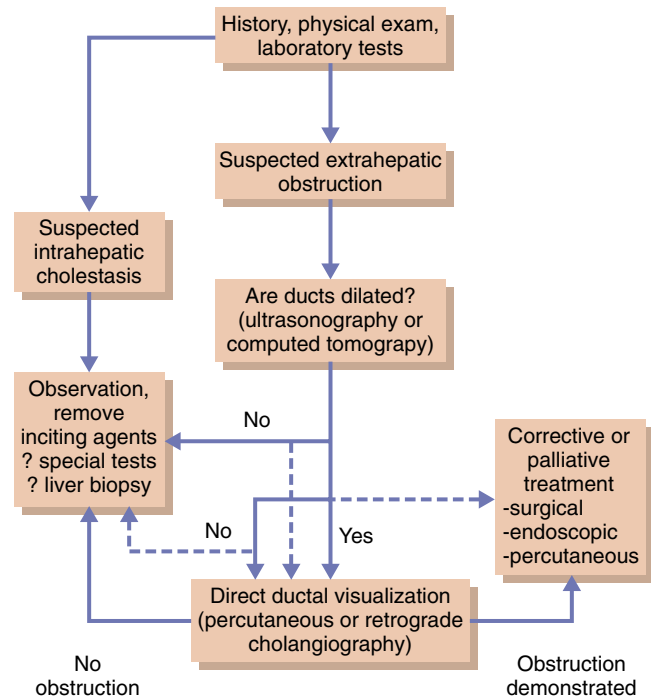 History, physical exam,
laboratory tests
Suspected extrahepatic
obstruction
Suspected
intrahepatic
cholestasis
Are ducts dilated?
(ultrasonography or
computed tomograpy)
Observation,
remove
inciting agents
? special tests
? liver biopsy
No
Corrective or
palliative treatment
-surgical
-endoscopic
-percutaneous
No
Yes
Direct ductal visualization
(percutaneous or retrograde
cholangiography)
No
obstruction
Obstruction
demonstrated